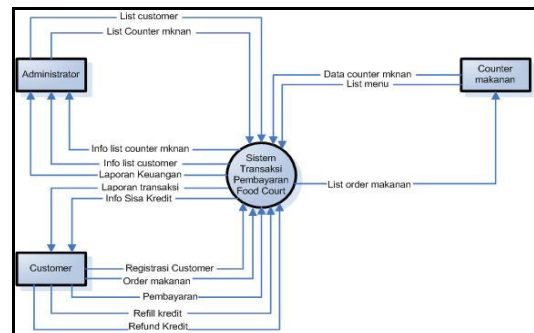 List customer
List Counter mknan
Administrator
Counter
makanan
Data counter mknan
List menu
Info list counter mknan
Info list customer
Laporan Keuangan
Laporan transaksi
Info Sisa Kredit
Sistem
Transaksi
Pembayaran
Food Court
List order makanan
Customer
Registrasi Customer
Order makanan
Pembayaran
Refill kredit
Refund Kredit